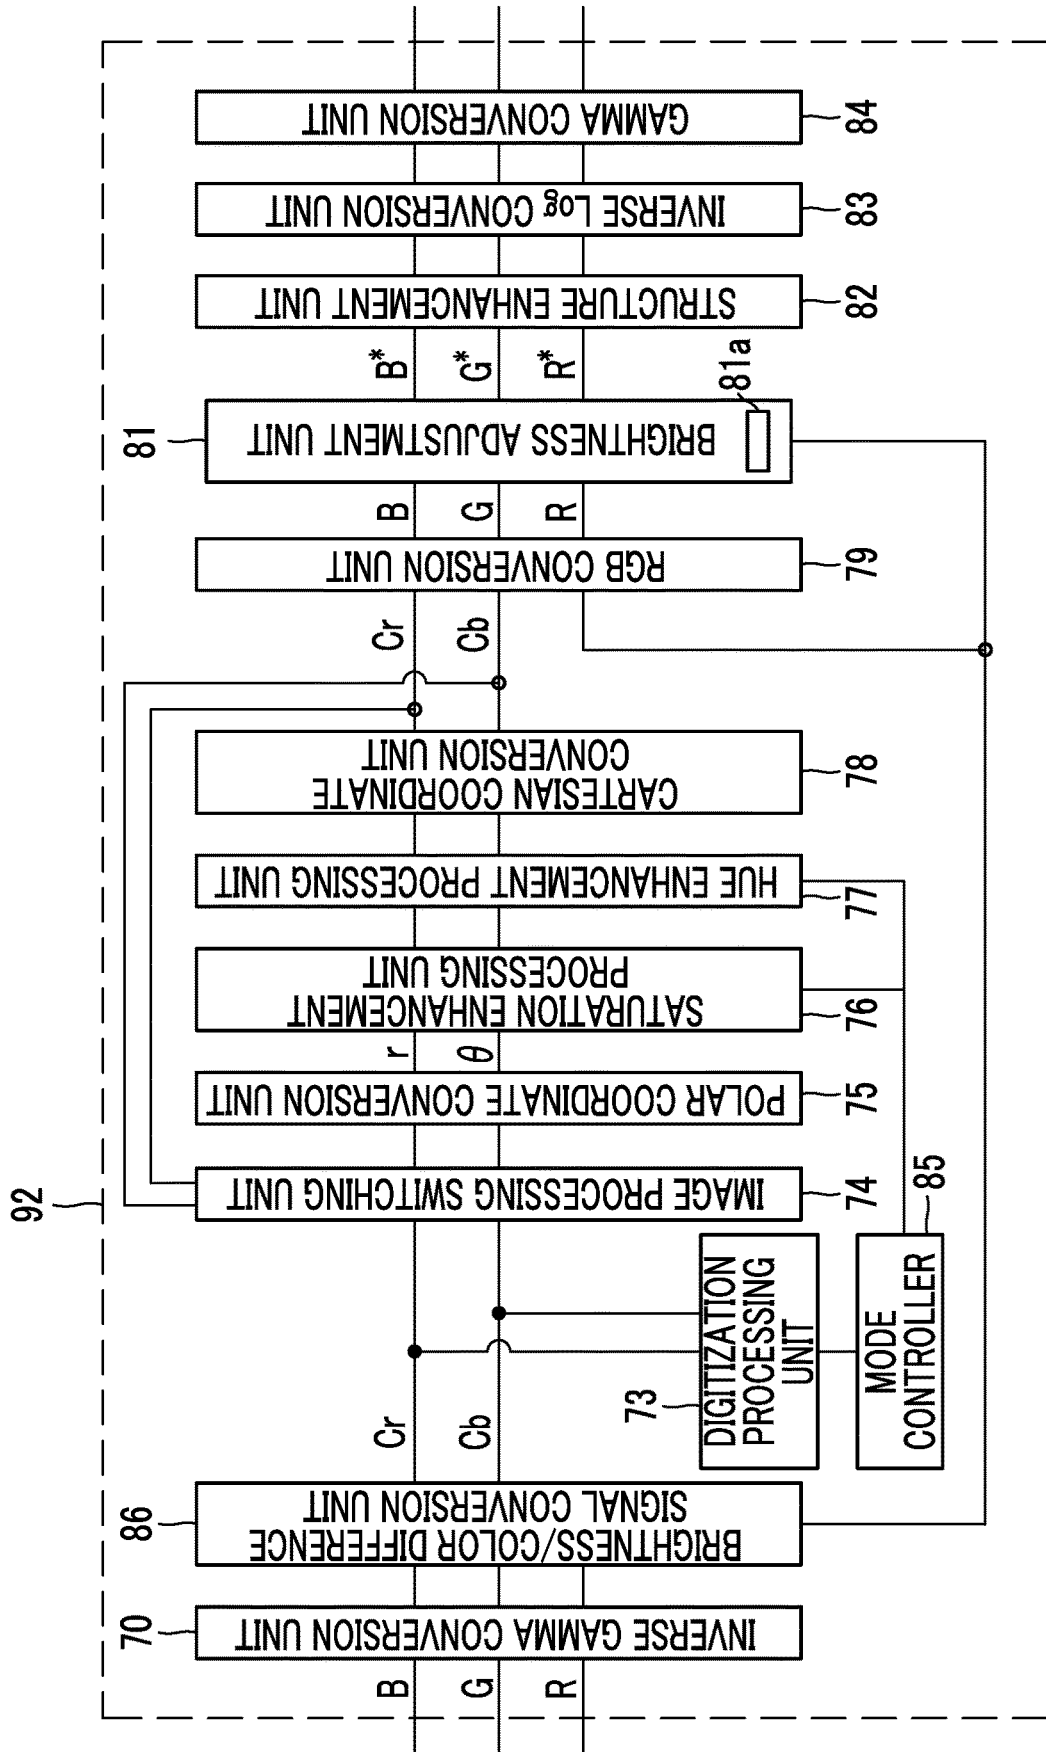 92
B
G
R
70
INVERSE GAMMA CONVERSION UNIT
86
BRIGHTNESS/COLOR DIFFERENCE
SIGNAL CONVERSION UNIT
Cr
Cb
73
DIGITIZATION
PROCESSING
UNIT
MODE
CONTROLLER
85
IMAGE PROCESSING SWITCHING UNIT
74
POLAR COORDINATE CONVERSION UNIT
75
r
θ
SATURATION ENHANCEMENT
PROCESSING UNIT
76
HUE ENHANCEMENT PROCESSING UNIT
77
CARTESIAN COORDINATE
CONVERSION UNIT
78
Cr
Cb
RGB CONVERSION UNIT
79
B
G
R
81
BRIGHTNESS ADJUSTMENT UNIT
81a
B*
G*
R*
STRUCTURE ENHANCEMENT UNIT
82
INVERSE Log CONVERSION UNIT
83
GAMMA CONVERSION UNIT
84